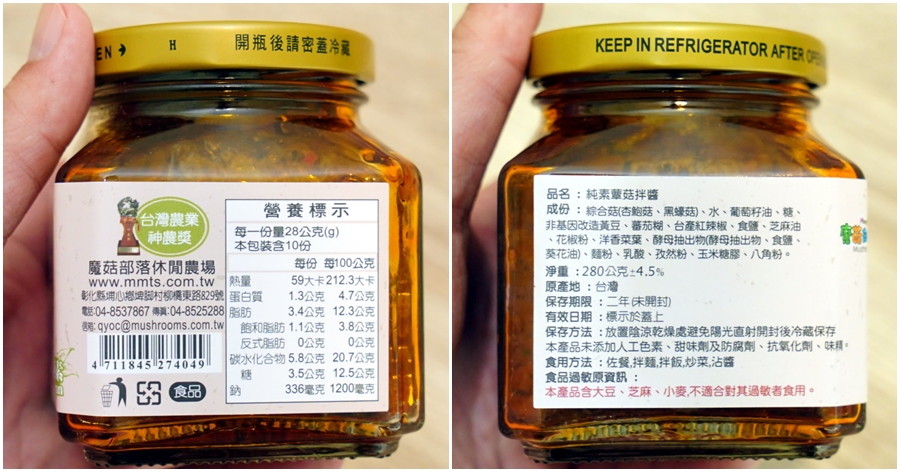 EN
H
開瓶後請密蓋冷藏
台灣農業
神農獎
魔菇部落休閒農場
www.mmts.com.tw
彰化縣埔心鄉埤脚村柳橋東路829號
電話:04-8537867 傳真:04-8525288
信箱: qyoc@mushrooms.com.tw
4 711845 274049
食品
營養標示
每一份量28公克(g)
本包裝含10份
每份 每100公克
熱量 59大卡 212.3大卡
蛋白質 1.3公克 4.7公克
脂肪 3.4公克 12.3公克
飽和脂肪 1.1公克 3.8公克
反式脂肪 0公克 0公克
碳水化合物 5.8公克 20.7公克
糖 3.5公克 12.5公克
鈉 336毫克 1200毫克
KEEP IN REFRIGERATOR AFTER OPE
品名：純素蕈菇拌醬
成份：綜合菇(杏鮑菇、黑蠔菇)、水、葡萄籽油、糖、
非基因改造黃豆、蕃茄糊、台產紅辣椒、食鹽、芝麻油
、花椒粉、洋香菜葉、酵母抽出物(酵母抽出物、食鹽、
葵花油)、麵粉、乳酸、孜然粉、玉米糖膠、八角粉。
淨重：280公克±4.5%
原產地：台灣
保存期限：二年(未開封)
有效日期：標示於蓋上
保存方法：放置陰涼乾燥處避免陽光直射開封後冷藏保存
本產品未添加人工色素、甜味劑及防腐劑、抗氧化劑、味精。
食用方法：佐餐,拌麵,拌飯,炒菜,沾醬
食品過敏原資訊：
本產品含大豆、芝麻、小麥,不適合對其過敏者食用。